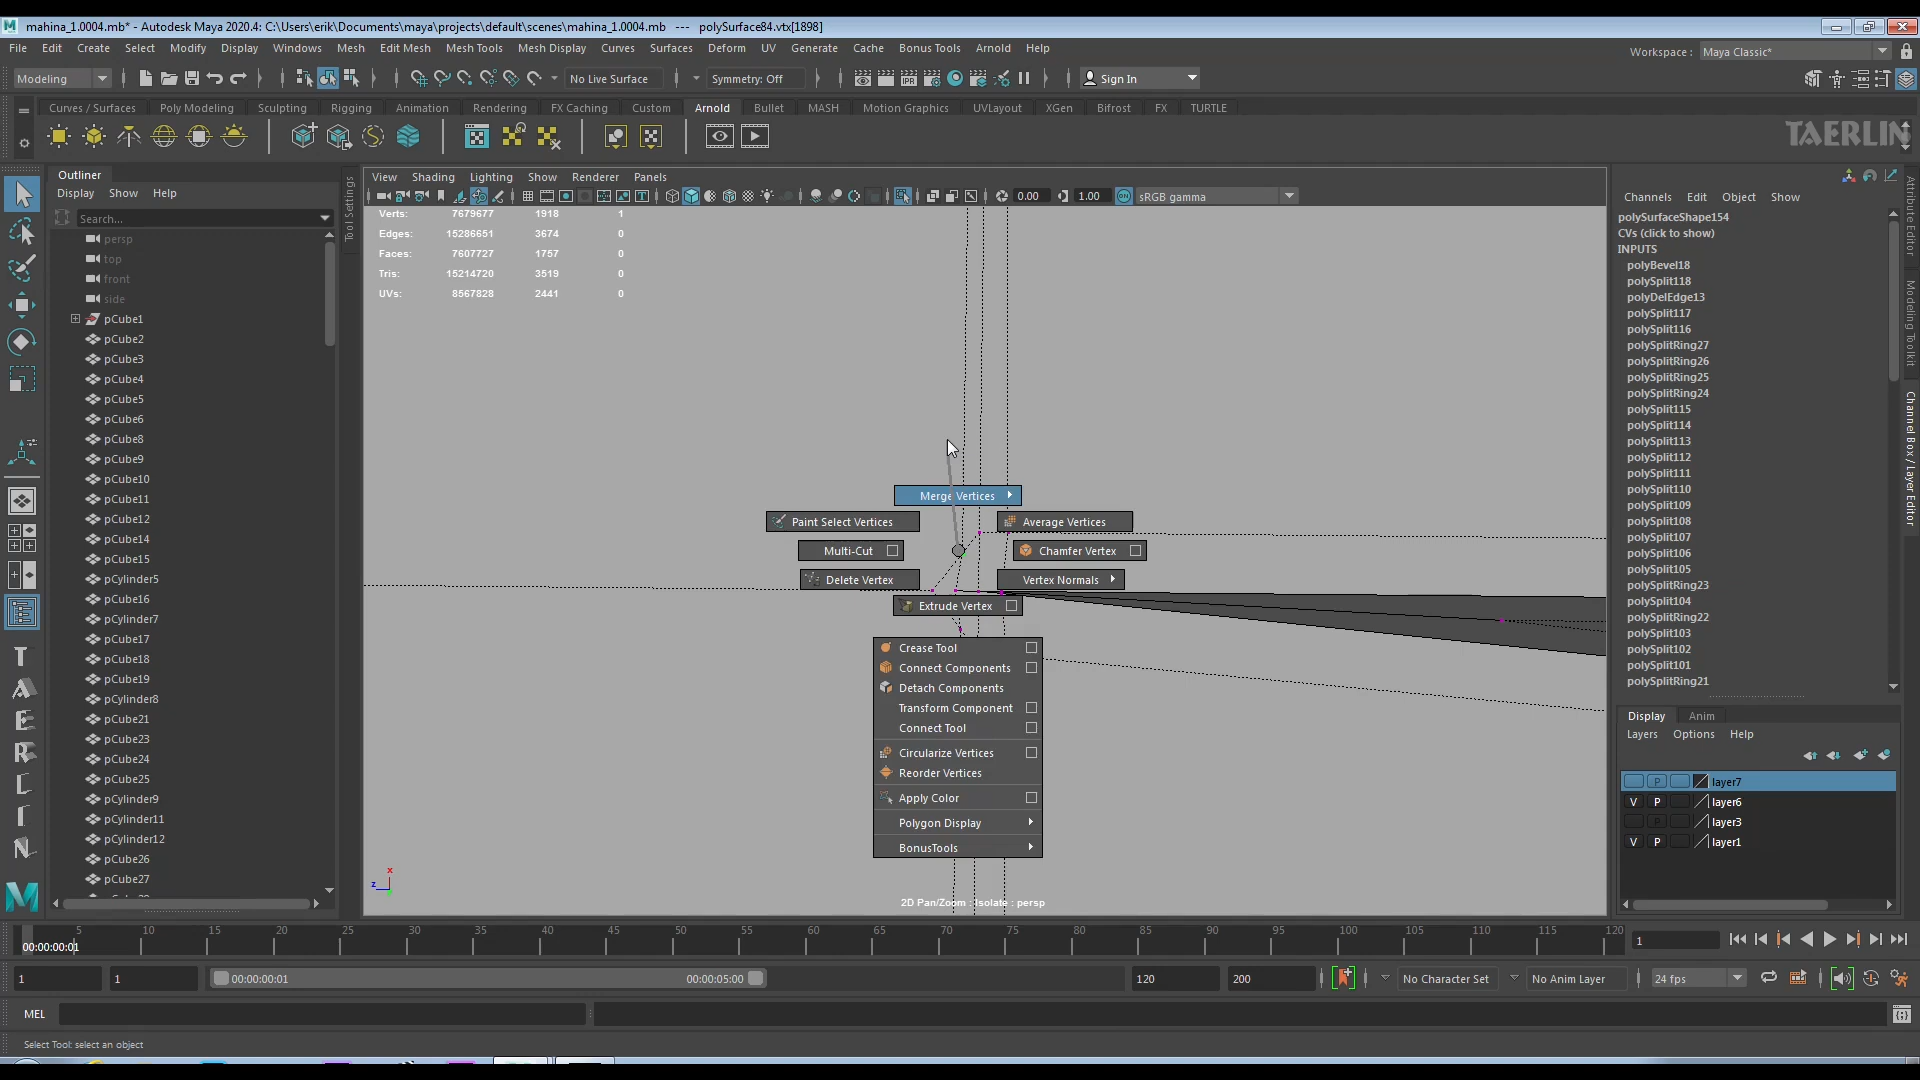 mahina_1.0004.mb* - Autodesk Maya 2020.4: C:\Users\erik\Documents\maya\projects\default\scenes\mahina_1.0004.mb   ---   polySurface84.vtx[1898]
File Edit Create Select Modify Display Windows Mesh Edit Mesh Mesh Tools Mesh Display Curves Surfaces Deform UV Generate Cache Bonus Tools Arnold Help
Workspace : Maya Classic*
Modeling
No Live Surface
Symmetry: Off
Sign In
Curves / Surfaces Poly Modeling Sculpting Rigging Animation Rendering FX Caching Custom Arnold Bullet MASH Motion Graphics UVLayout XGen Bifrost FX TURTLE
TAERLIN
Outliner
Display Show Help
Search...
persp
top
front
side
pCube1
pCube2
pCube3
pCube4
pCube5
pCube6
pCube8
pCube9
pCube10
pCube11
pCube12
pCube14
pCube15
pCylinder5
pCube16
pCylinder7
pCube17
pCube18
pCube19
pCylinder8
pCube21
pCube23
pCube24
pCube25
pCylinder9
pCylinder11
pCylinder12
pCube26
pCube27
Tool Settings
View Shading Lighting Show Renderer Panels
0.00
1.00
sRGB gamma
Verts: 7679677 1918 1
Edges: 15286651 3674 0
Faces: 7607727 1757 0
Tris: 15214720 3519 0
UVs: 8567828 2441 0
Merge Vertices
Paint Select Vertices
Average Vertices
Multi-Cut
Chamfer Vertex
Delete Vertex
Vertex Normals
Extrude Vertex
Crease Tool
Connect Components
Detach Components
Transform Component
Connect Tool
Circularize Vertices
Reorder Vertices
Apply Color
Polygon Display
BonusTools
x
z
2D Pan/Zoom : Isolate : persp
Channels Edit Object Show
polySurfaceShape154
CVs (click to show)
INPUTS
polyBevel18
polySplit118
polyDelEdge13
polySplit117
polySplit116
polySplitRing27
polySplitRing26
polySplitRing25
polySplitRing24
polySplit115
polySplit114
polySplit113
polySplit112
polySplit111
polySplit110
polySplit109
polySplit108
polySplit107
polySplit106
polySplit105
polySplitRing23
polySplit104
polySplitRing22
polySplit103
polySplit102
polySplit101
polySplitRing21
Attribute Editor
Modeling Toolkit
Channel Box / Layer Editor
Display Anim
Layers Options Help
P layer7
V P layer6
P layer3
V P layer1
5 10 15 20 25 30 35 40 45 50 55 60 65 70 75 80 85 90 95 100 105 110 115 120
00:00:00:01
1
1
1
00:00:00:01
00:00:05:00
120
200
No Character Set
No Anim Layer
24 fps
MEL
Select Tool: select an object